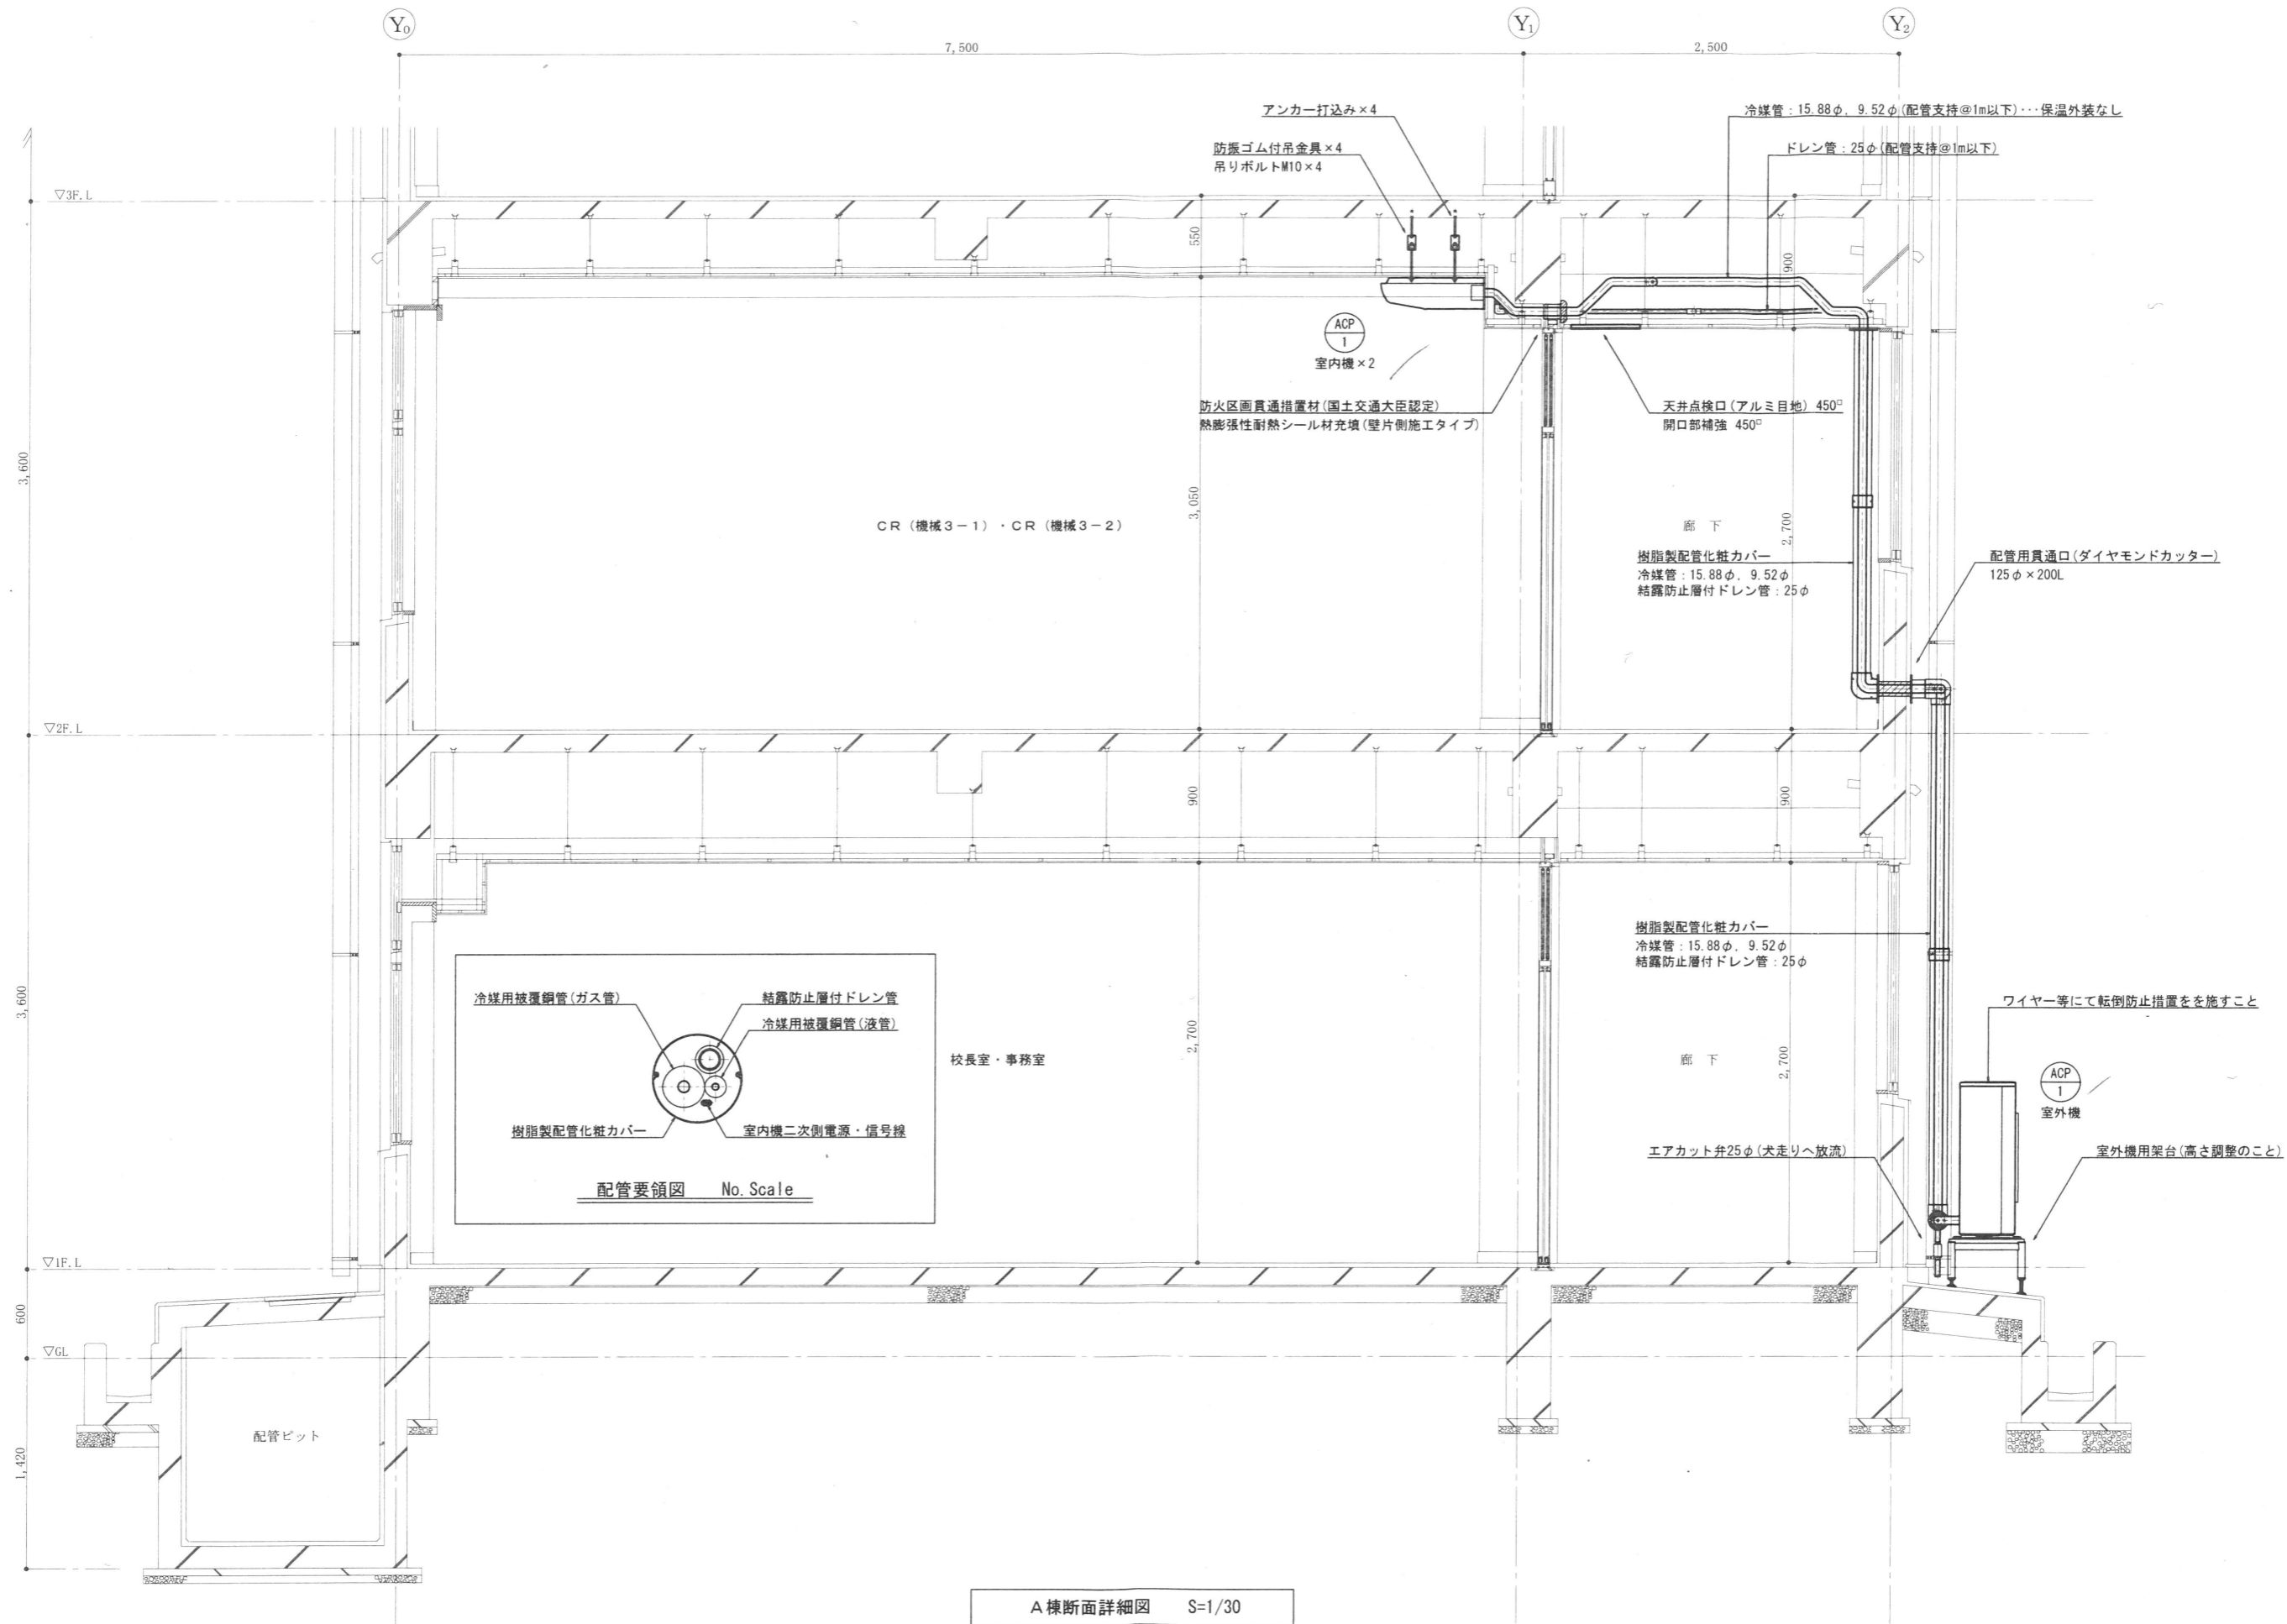 Y0
Y1
Y2
7,500
2,500
アンカー打込み×4
冷媒管：15.88φ, 9.52φ(配管支持@1m以下)･･･保温外装なし
防振ゴム付吊金具×4
吊りボルトM10×4
ドレン管：25φ(配管支持@1m以下)
▽3F.L
550
900
ACP
1
室内機×2
防火区画貫通措置材(国土交通大臣認定)
熱膨張性耐熱シール材充填(壁片側施工タイプ)
天井点検口(アルミ目地) 450□
開口部補強 450□
3,600
3,050
CR（機械3－1）・CR（機械3－2）
廊　下
2,700
樹脂製配管化粧カバー
冷媒管：15.88φ, 9.52φ
結露防止層付ドレン管：25φ
配管用貫通口(ダイヤモンドカッター)
125φ×200L
▽2F.L
900
900
樹脂製配管化粧カバー
冷媒管：15.88φ, 9.52φ
結露防止層付ドレン管：25φ
3,600
冷媒用被覆銅管(ガス管)
結露防止層付ドレン管
冷媒用被覆銅管(液管)
樹脂製配管化粧カバー
室内機二次側電源・信号線
配管要領図　No.Scale
校長室・事務室
2,700
廊　下
2,700
ワイヤー等にて転倒防止措置をを施すこと
ACP
1
室外機
エアカット弁25φ(犬走りへ放流)
室外機用架台(高さ調整のこと)
▽1F.L
600
▽GL
配管ピット
1,420
A棟断面詳細図　S=1/30